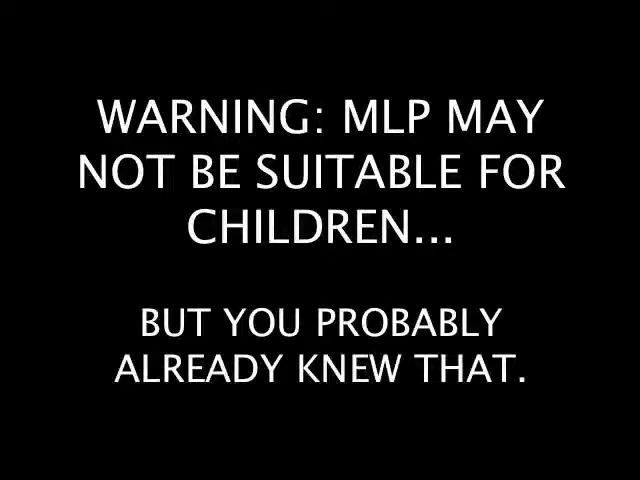 WARNING: MLP MAY
NOT BE SUITABLE FOR
CHILDREN...
BUT YOU PROBABLY
ALREADY KNEW THAT.